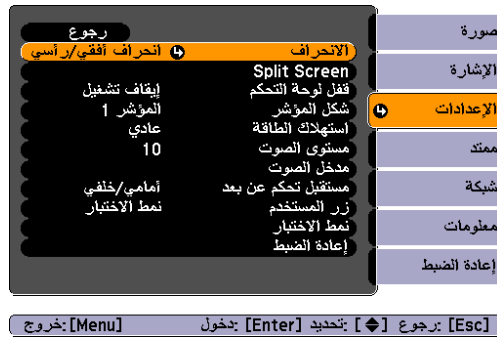 صورة
الإشارة
الإعدادات
ممتد
شبكة
معلومات
إعادة الضبط
رجوع
الانحراف انحراف أفقي/رأسي
Split Screen
قفل لوحة التحكم إيقاف تشغيل
شكل المؤشر المؤشر 1
استهلاك الطاقة عادي
مستوى الصوت 10
مدخل الصوت
مستقبل تحكم عن بعد أمامي/خلفي
زر المستخدم نمط الاختبار
نمط الاختبار
إعادة الضبط
[Esc] :رجوع [◆] :تحديد [Enter] :دخول [Menu]:خروج